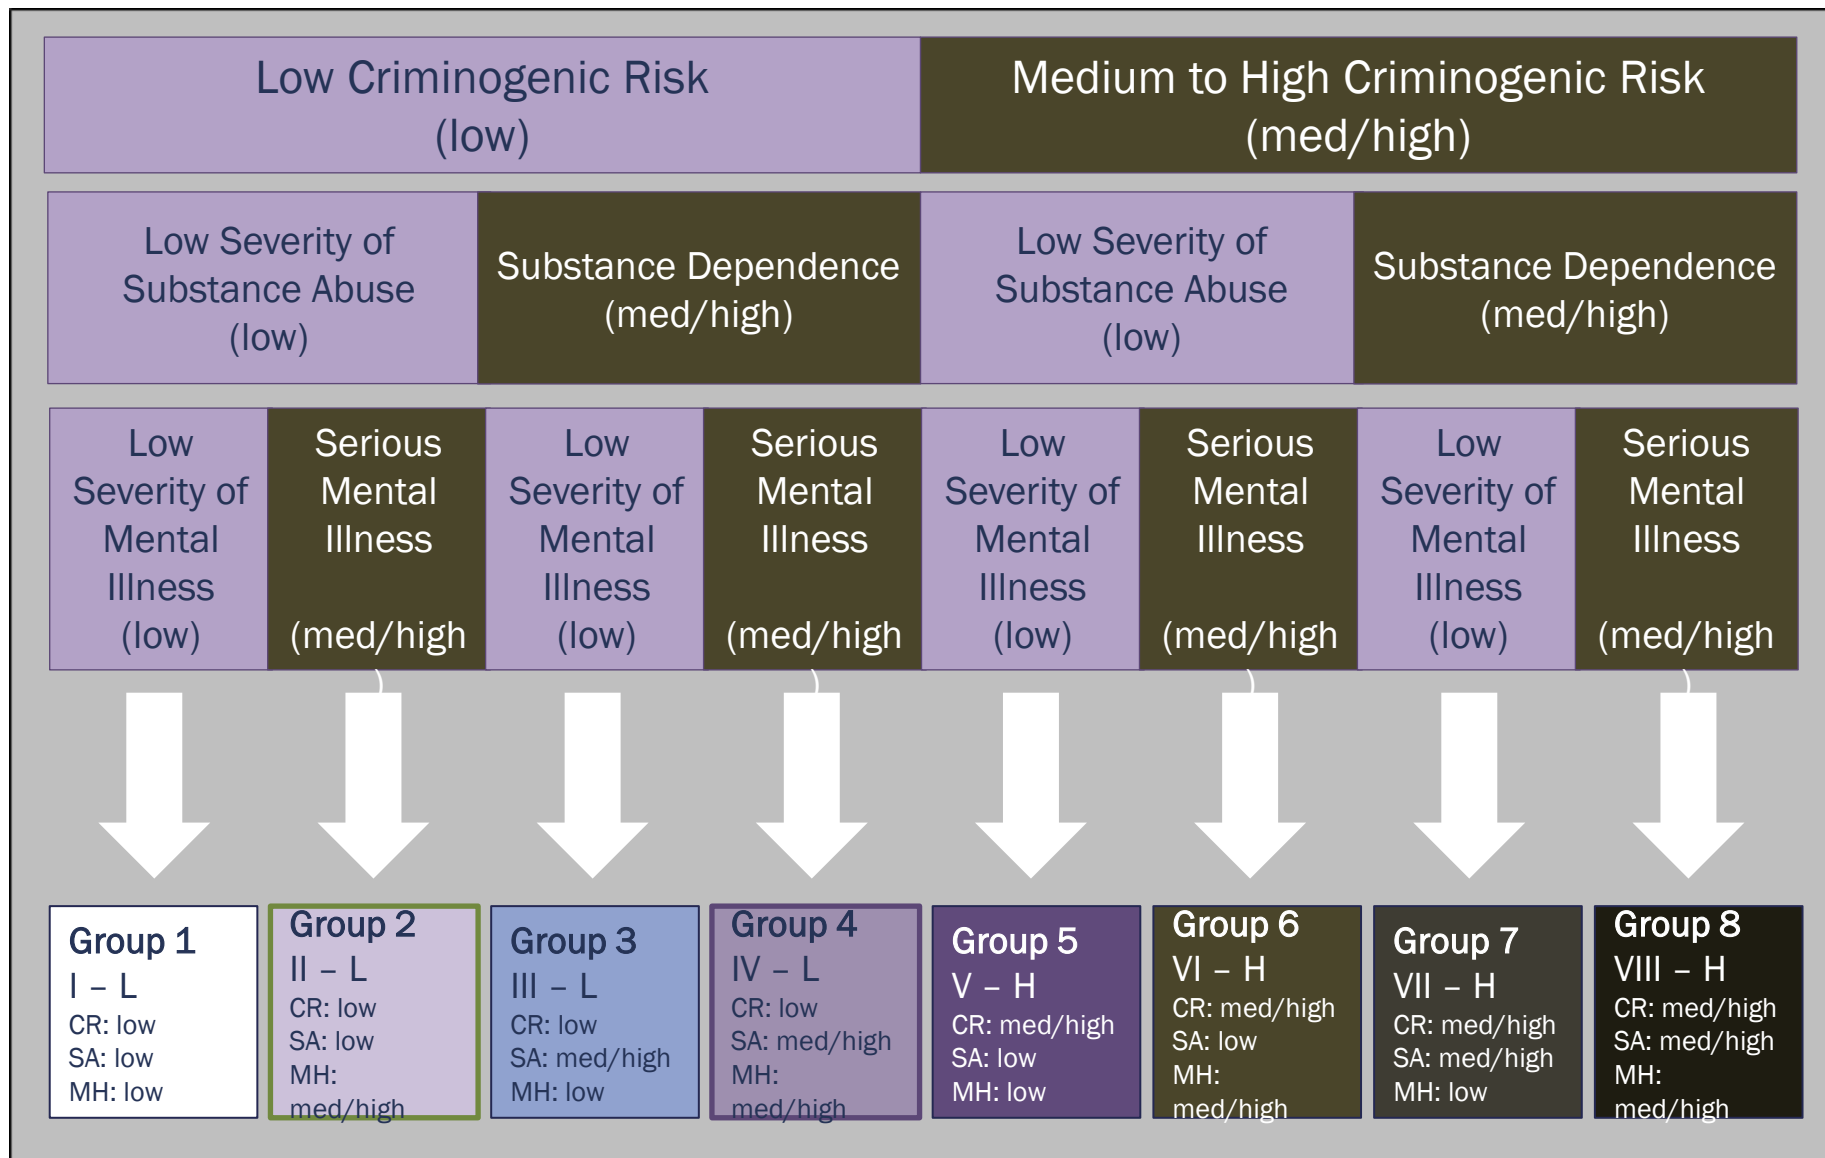 Low Criminogenic Risk
(low)
Medium to High Criminogenic Risk
(med/high)
Low Severity of
Substance Abuse
(low)
Substance Dependence
(med/high)
Low Severity of
Substance Abuse
(low)
Substance Dependence
(med/high)
Low
Severity of
Mental
Illness
(low)
Serious
Mental
Illness
(med/high
)
Low
Severity of
Mental
Illness
(low)
Serious
Mental
Illness
(med/high
)
Low
Severity of
Mental
Illness
(low)
Serious
Mental
Illness
(med/high
)
Low
Severity of
Mental
Illness
(low)
Serious
Mental
Illness
(med/high
)
Group 1
I – L
CR: low
SA: low
MH: low
Group 2
II – L
CR: low
SA: low
MH:
med/high
Group 3
III – L
CR: low
SA: med/high
MH: low
Group 4
IV – L
CR: low
SA: med/high
MH:
med/high
Group 5
V – H
CR: med/high
SA: low
MH: low
Group 6
VI – H
CR: med/high
SA: low
MH:
med/high
Group 7
VII – H
CR: med/high
SA: med/high
MH: low
Group 8
VIII – H
CR: med/high
SA: med/high
MH:
med/high